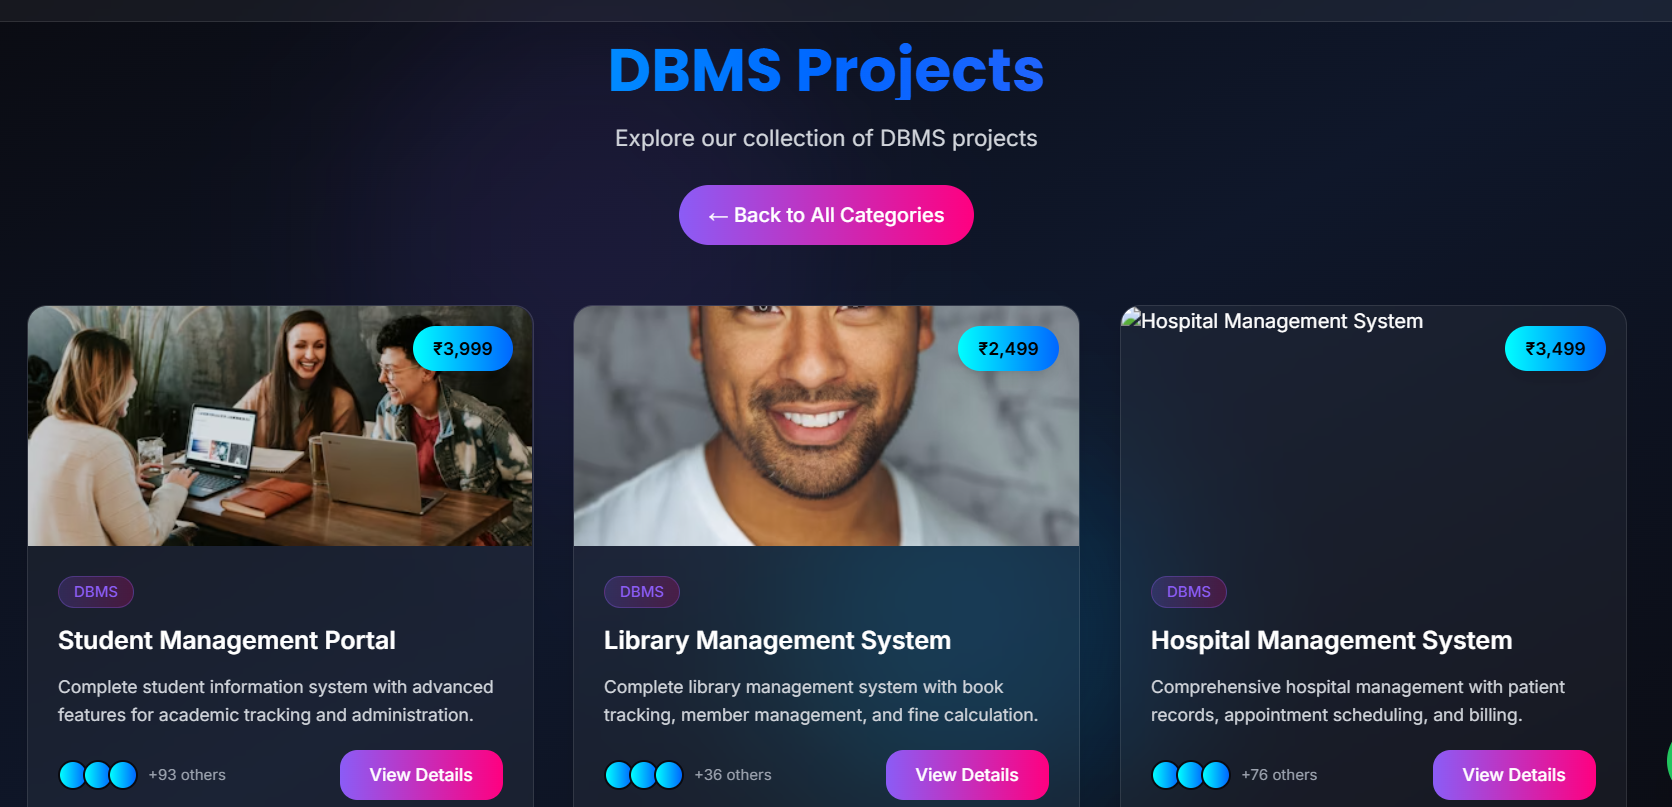 DBMS Projects
Explore our collection of DBMS projects
← Back to All Categories
₹3,999
₹2,499
Hospital Management System
₹3,499
DBMS
Student Management Portal
Complete student information system with advanced
features for academic tracking and administration.
+93 others
View Details
DBMS
Library Management System
Complete library management system with book
tracking, member management, and fine calculation.
+36 others
View Details
DBMS
Hospital Management System
Comprehensive hospital management with patient
records, appointment scheduling, and billing.
+76 others
View Details